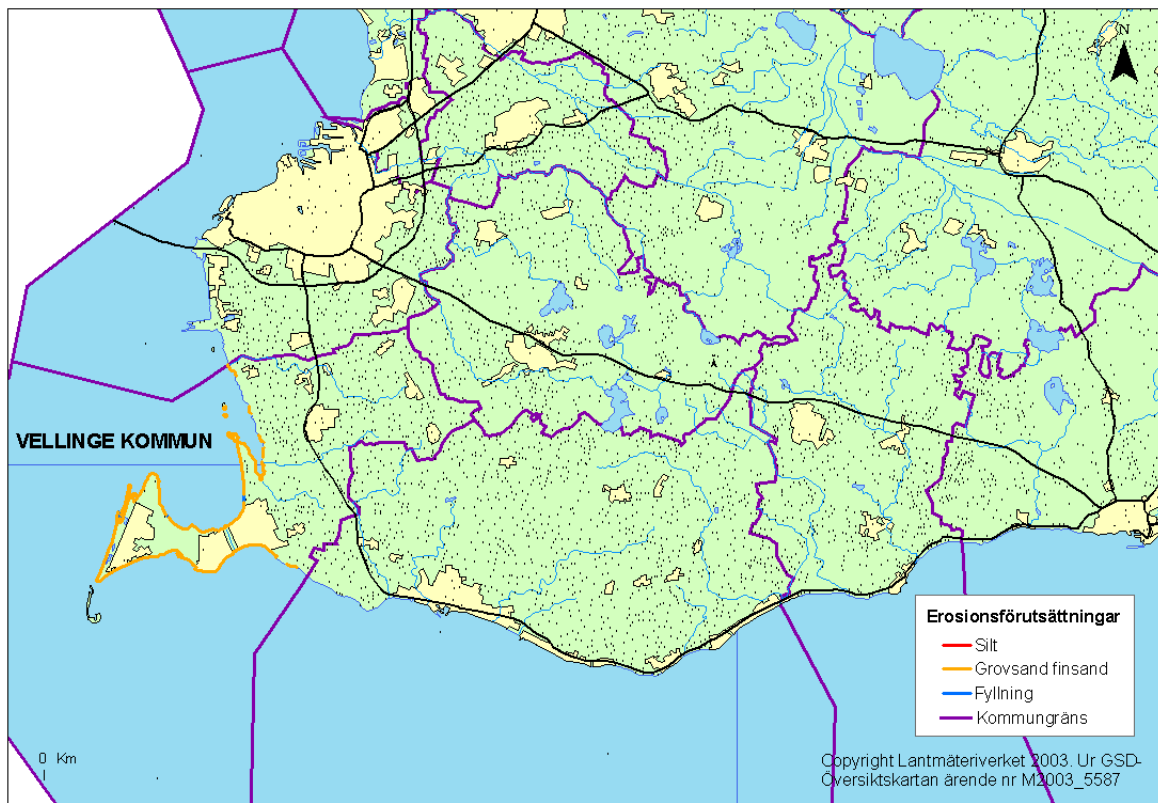 N
VELLINGE KOMMUN
Erosionsförutsättningar
Silt
Grovsand finsand
Fyllning
Kommungräns
0 Km
Copyright Lantmäteriverket 2003. Ur GSD-
Översiktskartan ärende nr M2003_5587